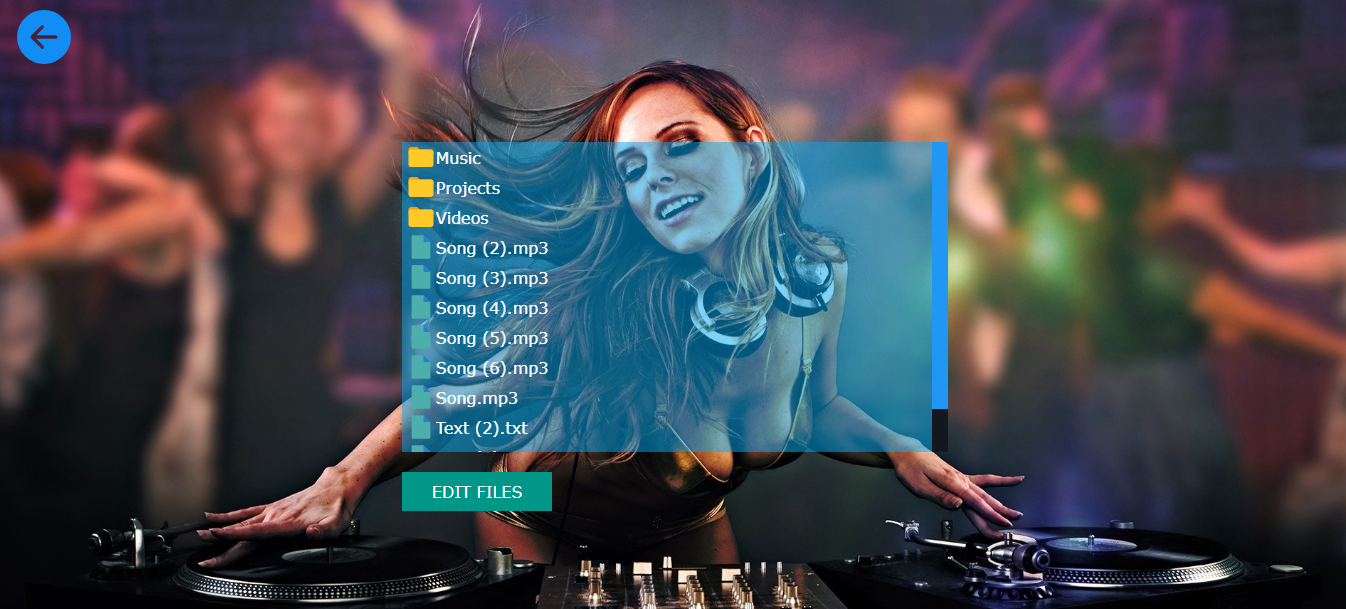 Music
Projects
Videos
Song (2).mp3
Song (3).mp3
Song (4).mp3
Song (5).mp3
Song (6).mp3
Song.mp3
Text (2).txt
EDIT FILES